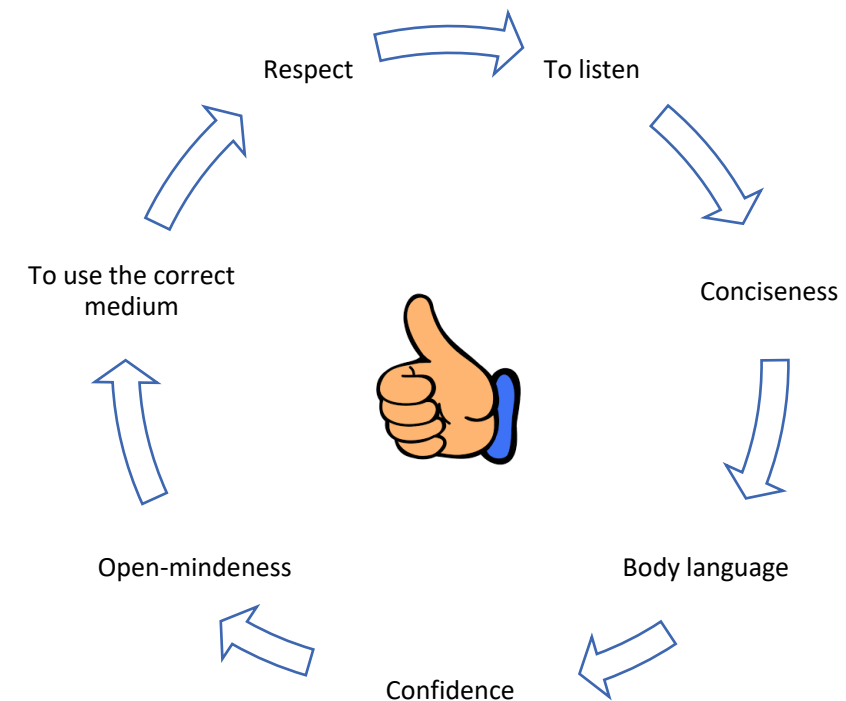 Respect
To listen
Conciseness
Body language
Confidence
Open-mindeness
To use the correct
medium